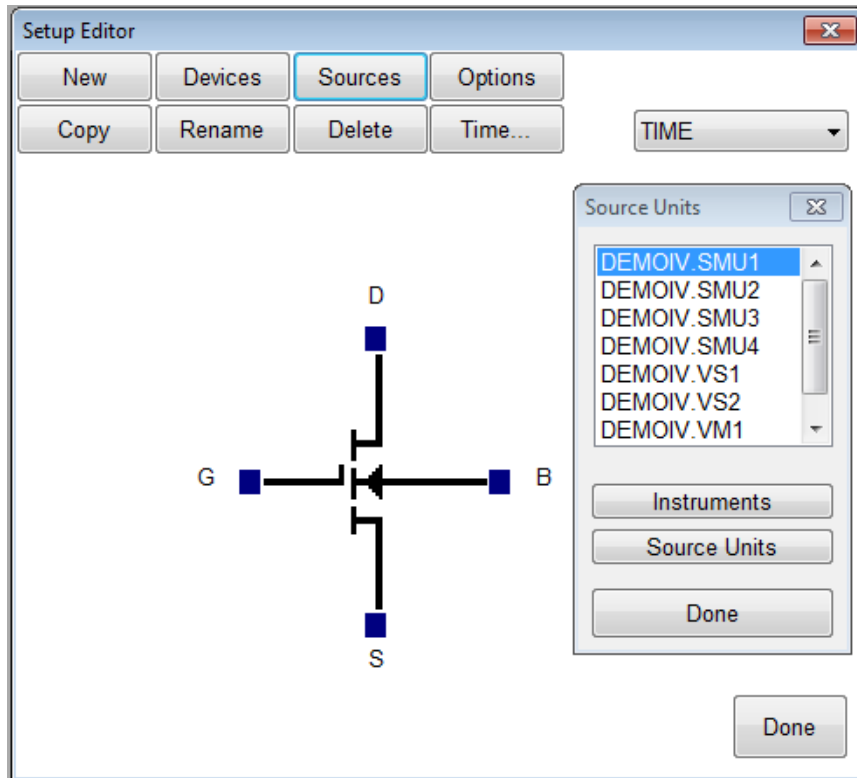 Setup Editor
New Devices Sources Options
Copy Rename Delete Time... TIME
Source Units
DEMOIV.SMU1
DEMOIV.SMU2
DEMOIV.SMU3
DEMOIV.SMU4
DEMOIV.VS1
DEMOIV.VS2
DEMOIV.VM1
D
G B
S
Instruments
Source Units
Done
Done